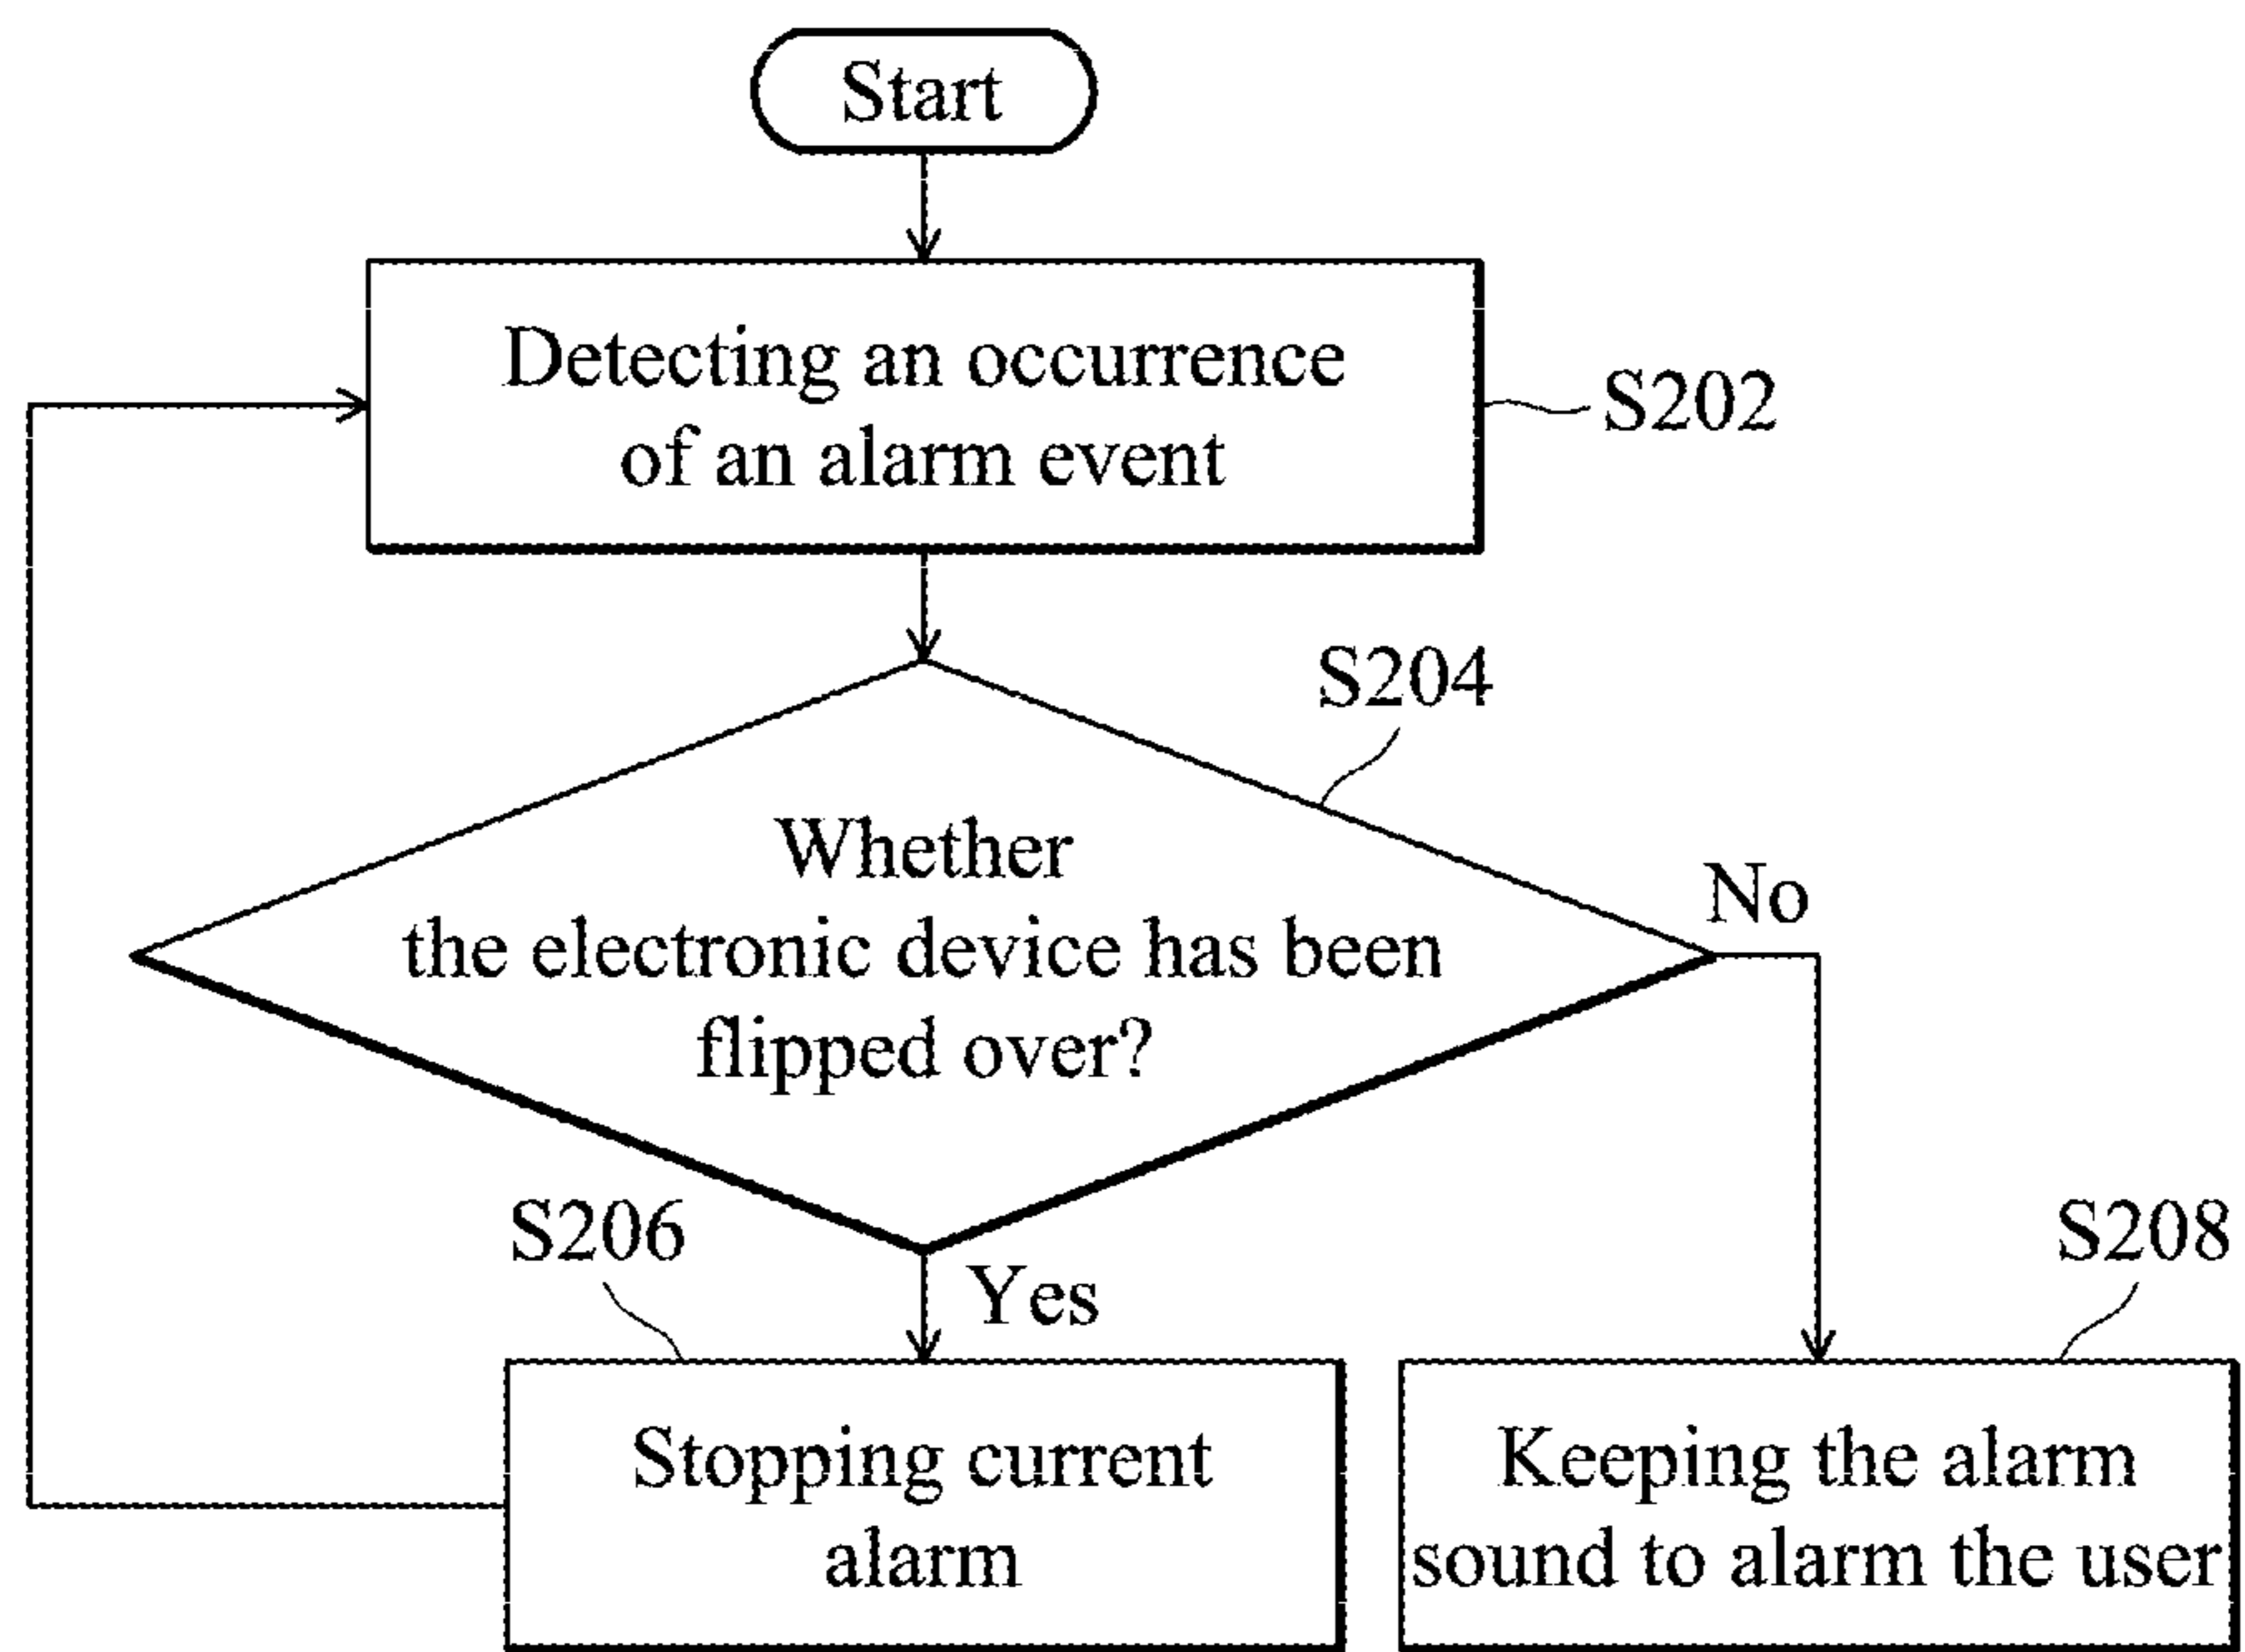 Start
Detecting an occurrence
of an alarm event
S202
S204
Whether
the electronic device has been
flipped over?
No
Yes
S206
Stopping current
alarm
S208
Keeping the alarm
sound to alarm the user